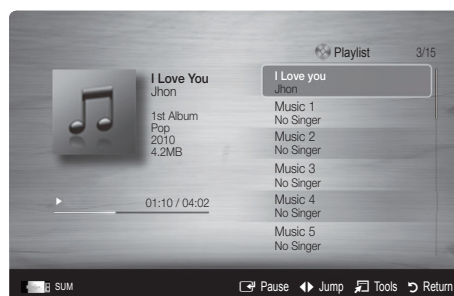 Playlist 3/15
I Love You
Jhon
1st Album
Pop
2010
4.2MB
01:10 / 04:02
I Love you
Jhon
Music 1
No Singer
Music 2
No Singer
Music 3
No Singer
Music 4
No Singer
Music 5
No Singer
SUM
Pause
Jump
Tools
Return